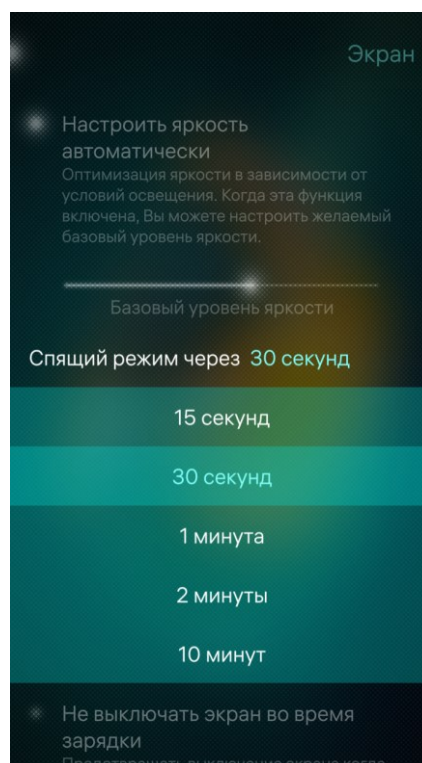 Экран
Настроить яркость
автоматически
Оптимизация яркости в зависимости от
условий освещения. Когда эта функция
включена, Вы можете настроить желаемый
базовый уровень яркости.
Базовый уровень яркости
Спящий режим через 30 секунд
15 секунд
30 секунд
1 минута
2 минуты
10 минут
Не выключать экран во время
зарядки